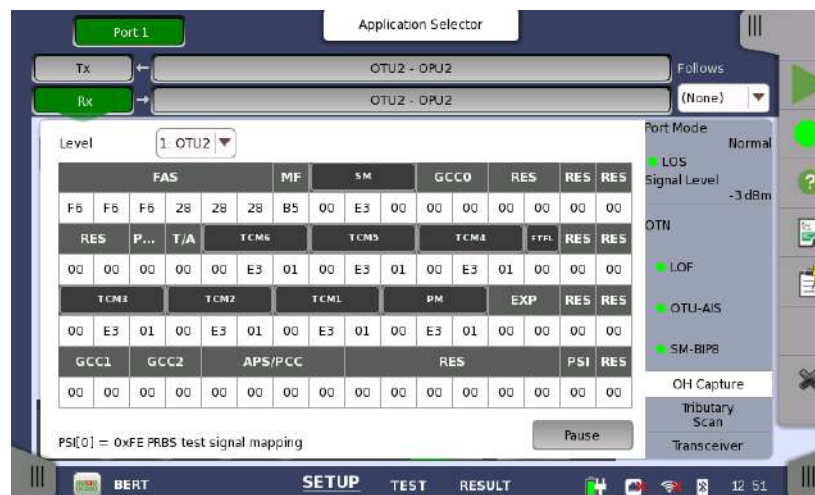 Port 1
Application Selector
Tx
OTU2 - OPU2
Follows
Rx
OTU2 - OPU2
(None)
Level
1: OTU2
Port Mode
Normal
LOS
Signal Level
-3 dBm
OTN
LOF
OTU-AIS
SM-BIP8
OH Capture
Tributary
Scan
Transceiver
FAS MF SM GCC0 RES RES RES
F6 F6 F6 28 28 28 B5 00 E3 00 00 00 00 00 00 00
RES P... T/A TCM6 TCM5 TCM4 FTFL RES RES
00 00 00 00 00 E3 01 00 E3 01 00 E3 01 00 00 00
TCM3 TCM2 TCM1 PM EXP RES RES
00 E3 01 00 E3 01 00 E3 01 00 E3 01 00 00 00 00
GCC1 GCC2 APS/PCC RES PSI RES
00 00 00 00 00 00 00 00 00 00 00 00 00 00 00 00
PSI[0] = 0xFE PRBS test signal mapping
Pause
BERT
SETUP
TEST
RESULT
12 51